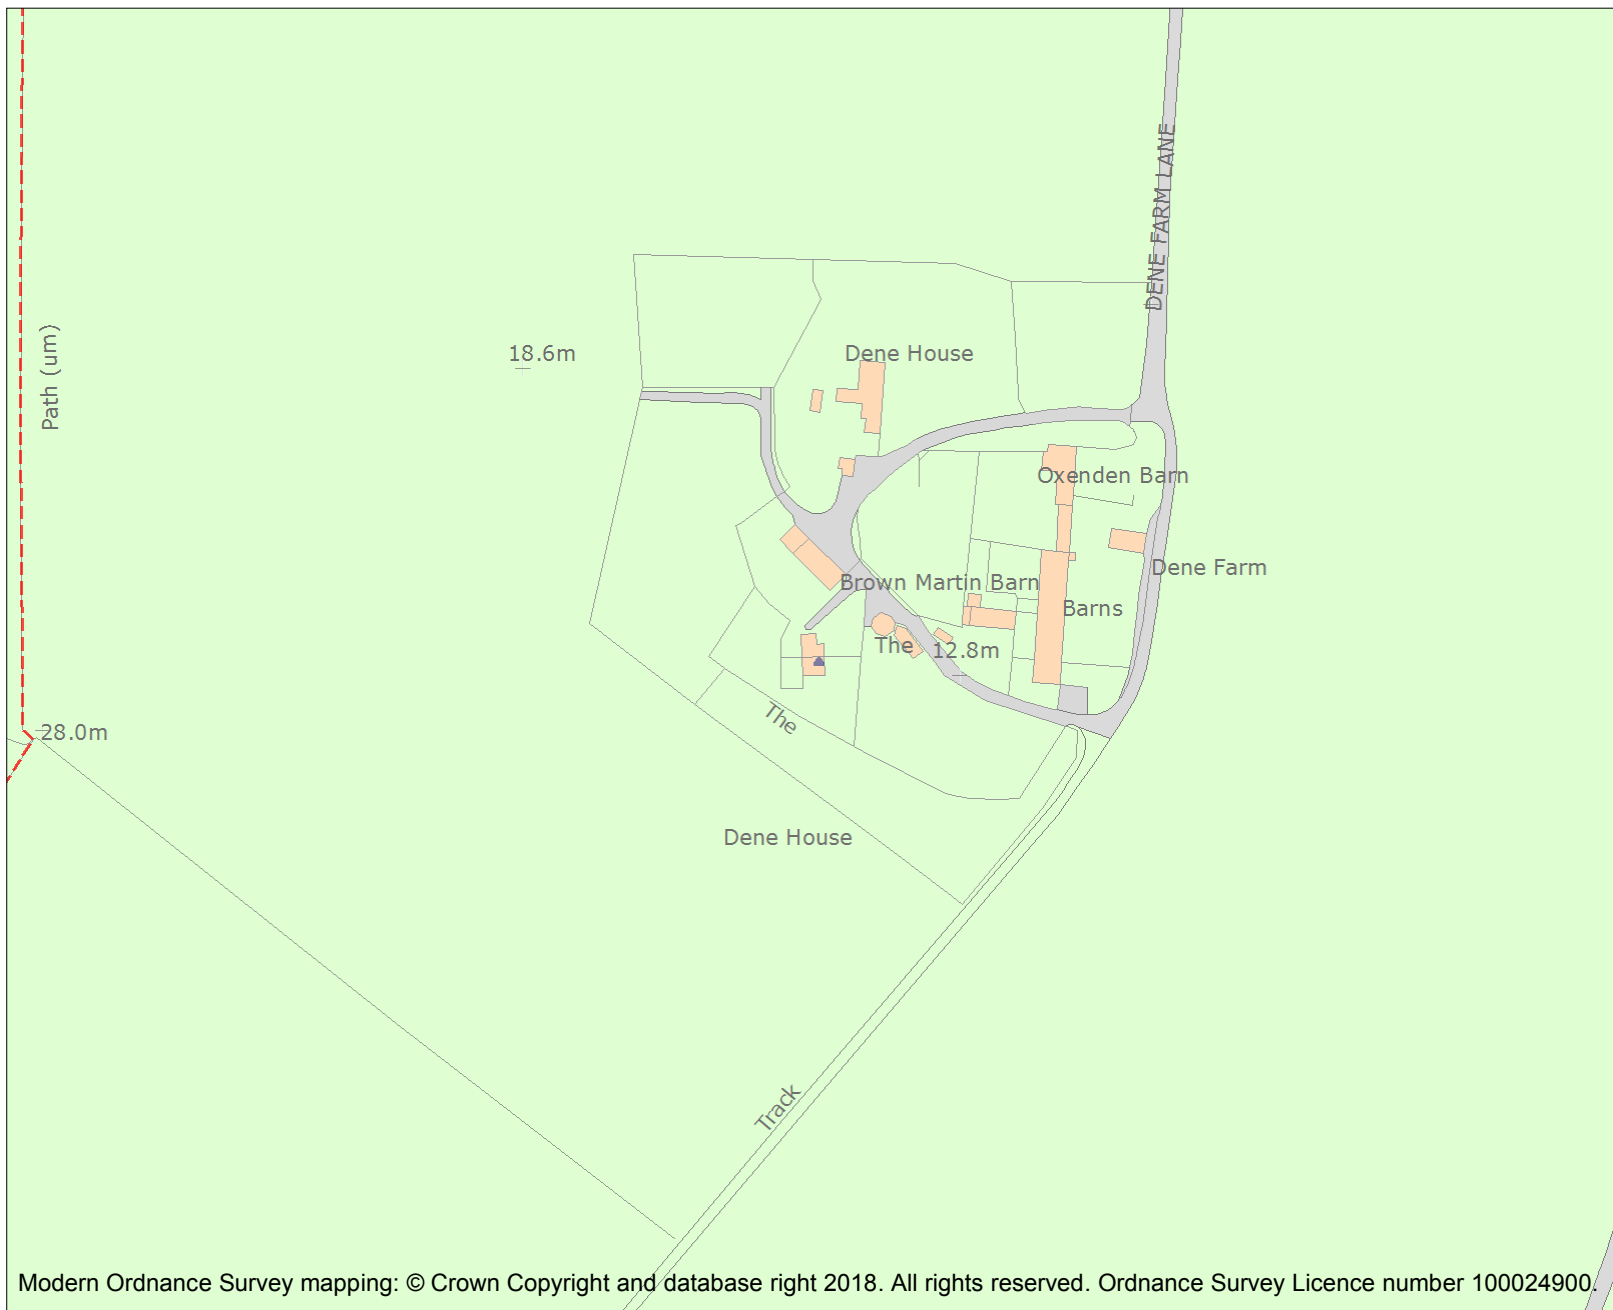 DENE FARM LANE
Path (um)
18.6m
Dene House
Oxenden Barn
Dene Farm
Brown Martin Barn
Barns
The
12.8m
The
28.0m
Dene House
Track
Modern Ordnance Survey mapping: © Crown Copyright and database right 2018. All rights reserved. Ordnance Survey Licence number 100024900.